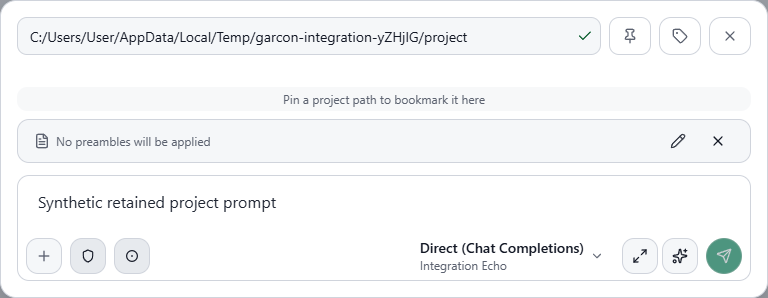 C:/Users/User/AppData/Local/Temp/garcon-integration-yZHjIG/project
Pin a project path to bookmark it here
No preambles will be applied
Synthetic retained project prompt
Direct (Chat Completions)
Integration Echo